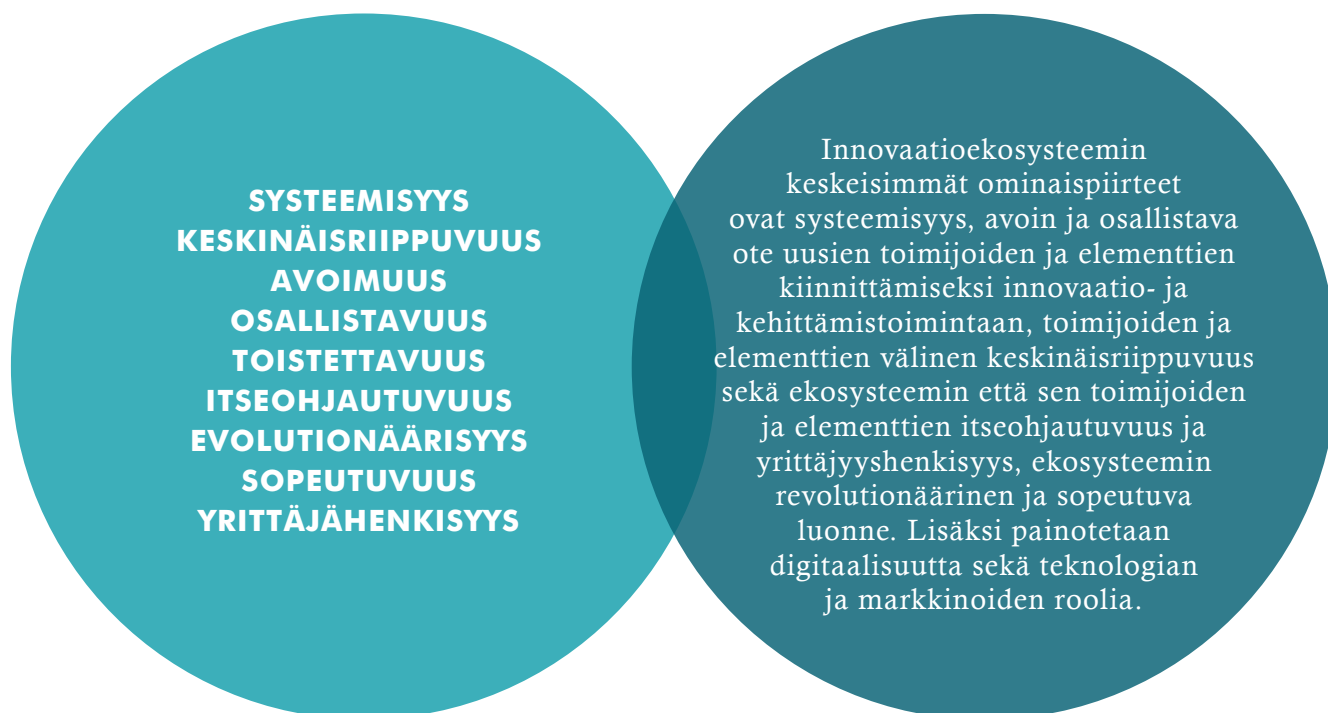 SYSTEEMISYYS
KESKINÄISRIIPPUVUUS
AVOIMUUS
OSALLISTAVUUS
TOISTETTAVUUS
ITSEOHJAUTUVUUS
EVOLUTIONÄÄRISYYS
SOPEUTUVUUS
YRITTÄJÄHENKISYYS
Innovaatioekosysteemin
keskeisimmät ominaispiirteet
ovat systeemisyys, avoin ja osallistava
ote uusien toimijoiden ja elementtien
kiinnittämiseksi innovaatio- ja
kehittämistoimintaan, toimijoiden ja
elementtien välinen keskinäisriippuvuus
sekä ekosysteemin että sen toimijoiden
ja elementtien itseohjautuvuus ja
yrittäjyyshenkisyys, ekosysteemin
revolutionäärinen ja sopeutuva
luonne. Lisäksi painotetaan
digitaalisuutta sekä teknologian
ja markkinoiden roolia.